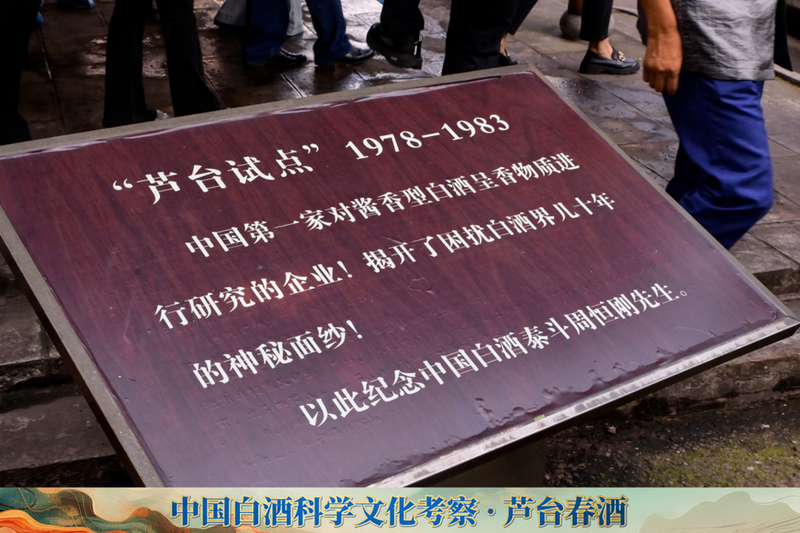 “芦台试点” 1978-1983
中国第一家对酱香型白酒呈香物质进
行研究的企业！揭开了困扰白酒界几十年
的神秘面纱！
以此纪念中国白酒泰斗周恒刚先生。
中国白酒科学文化考察·芦台春酒